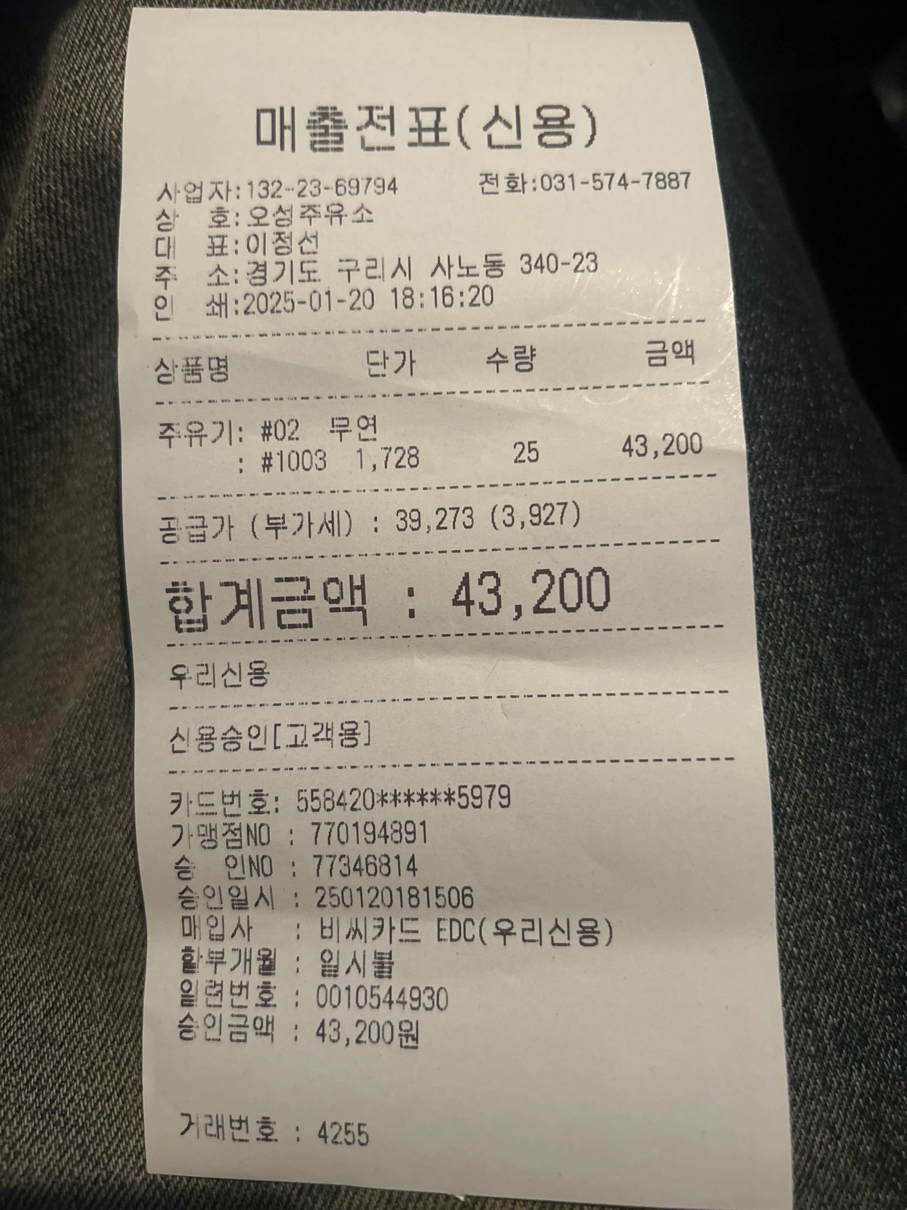 매출전표(신용)
사업자:132-23-69794 전화:031-574-7887
상 호:오성주유소
대 표:이정선
주 소:경기도 구리시 사노동 340-23
인 쇄:2025-01-20 18:16:20
상품명 단가 수량 금액
주유기: #02 무연
: #1003 1,728 25 43,200
공급가 (부가세) : 39,273 (3,927)
합계금액 : 43,200
우리신용
신용승인[고객용]
카드번호: 558420******5979
가맹점NO : 770194891
승 인NO : 77346814
승인일시 : 250120181506
매입사 : 비씨카드 EDC(우리신용)
할부개월 : 일시불
일련번호 : 0010544930
승인금액 : 43,200원
거래번호 : 4255